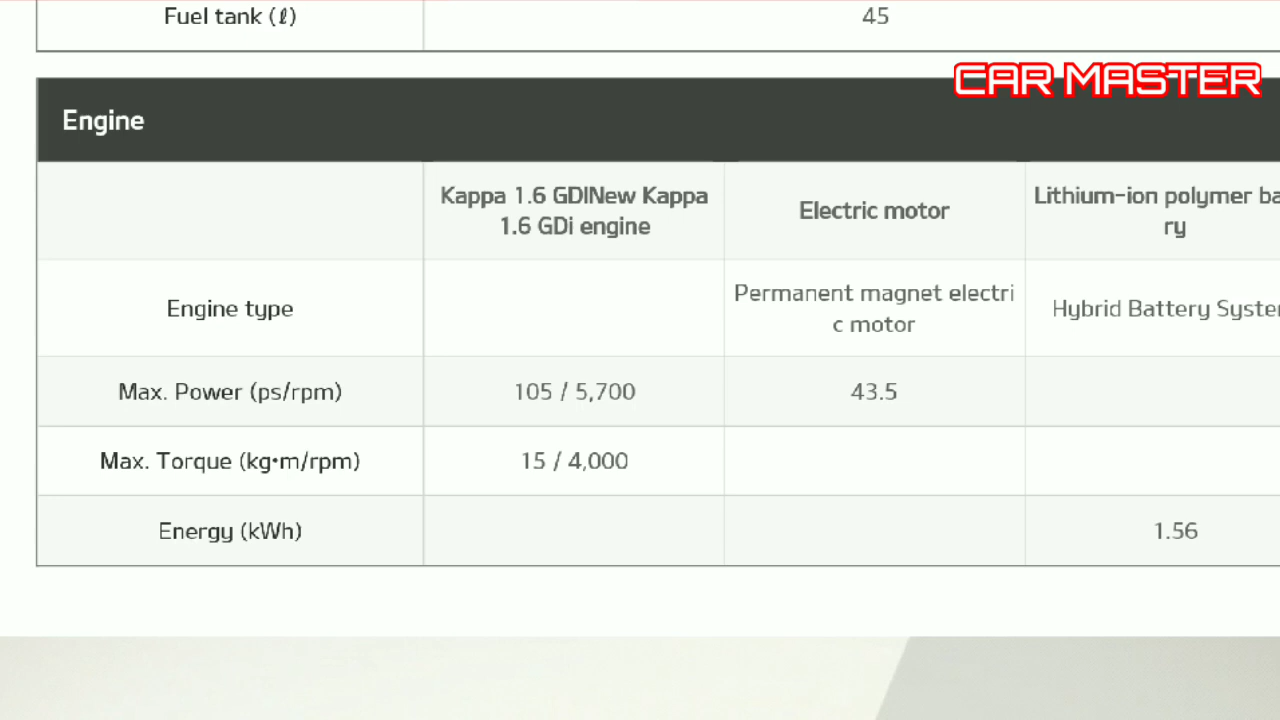 Fuel tank (ℓ) 45
CAR MASTER
Engine
Kappa 1.6 GDINew Kappa
1.6 GDi engine
Electric motor
Lithium-ion polymer ba
ry
Engine type
Permanent magnet electri
c motor
Hybrid Battery Syste
Max. Power (ps/rpm) 105 / 5,700 43.5
Max. Torque (kg•m/rpm) 15 / 4,000
Energy (kWh) 1.56